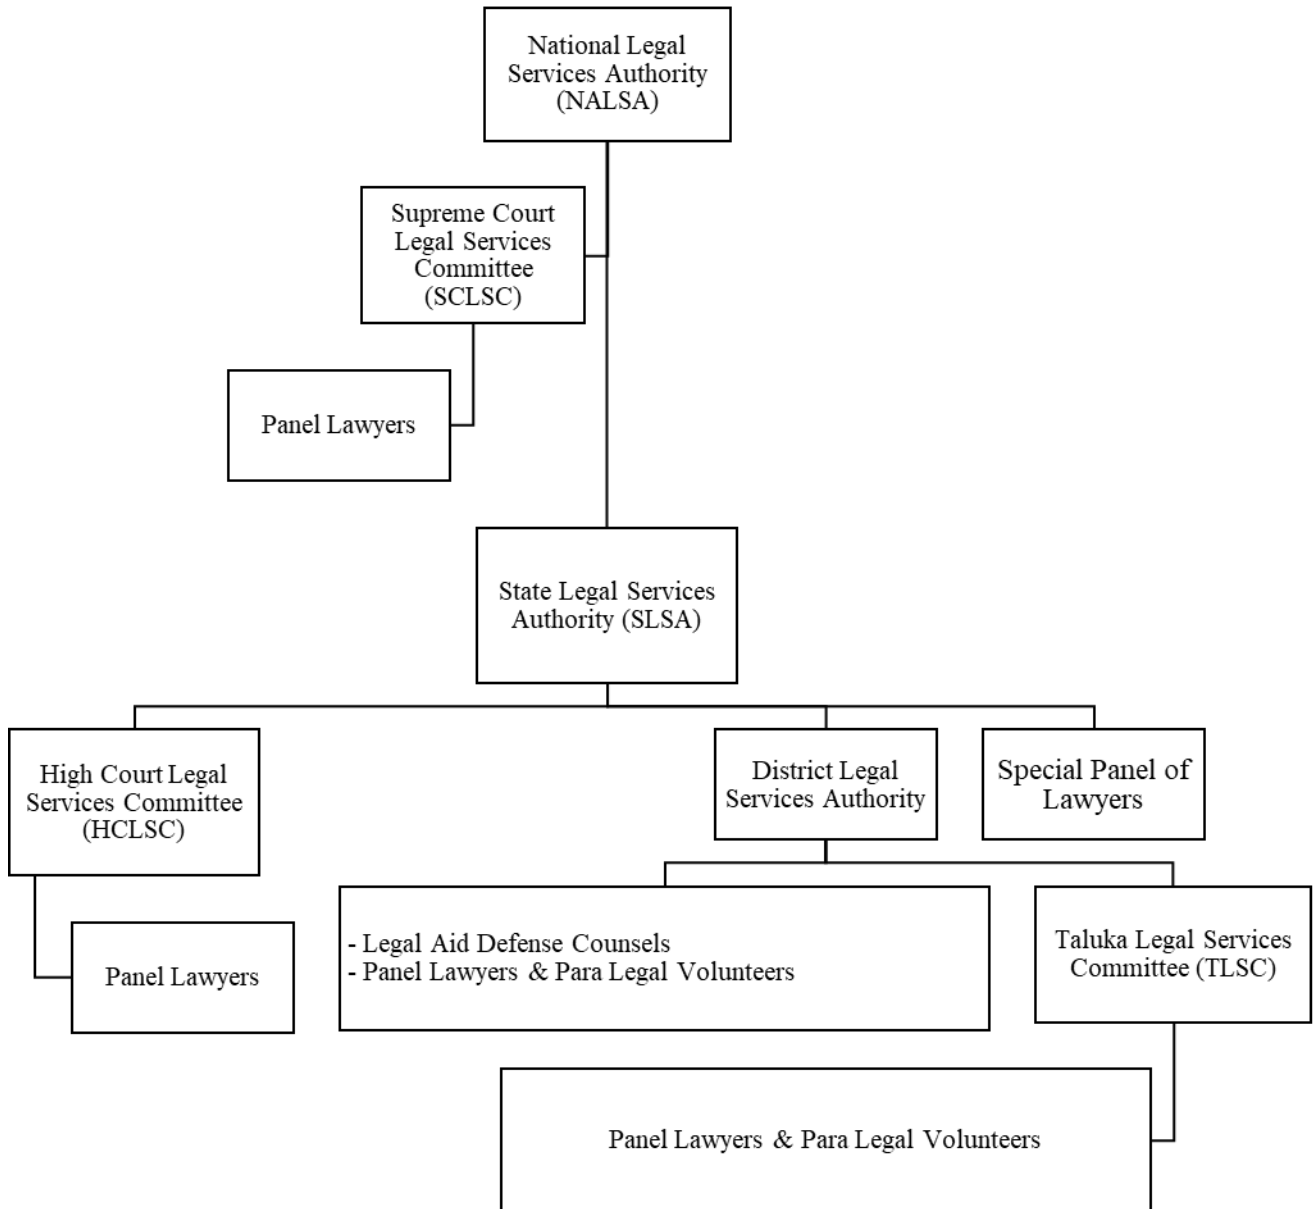 National Legal
Services Authority
(NALSA)
Supreme Court
Legal Services
Committee
(SCLSC)
Panel Lawyers
State Legal Services
Authority (SLSA)
High Court Legal
Services Committee
(HCLSC)
District Legal
Services Authority
Special Panel of
Lawyers
Panel Lawyers
- Legal Aid Defense Counsels
- Panel Lawyers & Para Legal Volunteers
Taluka Legal Services
Committee (TLSC)
Panel Lawyers & Para Legal Volunteers